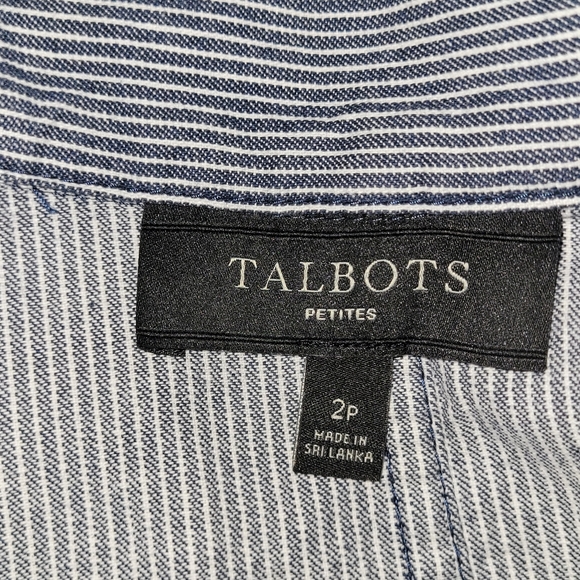 TALBOTS
PETITES
2P
MADE IN
SRI LANKA